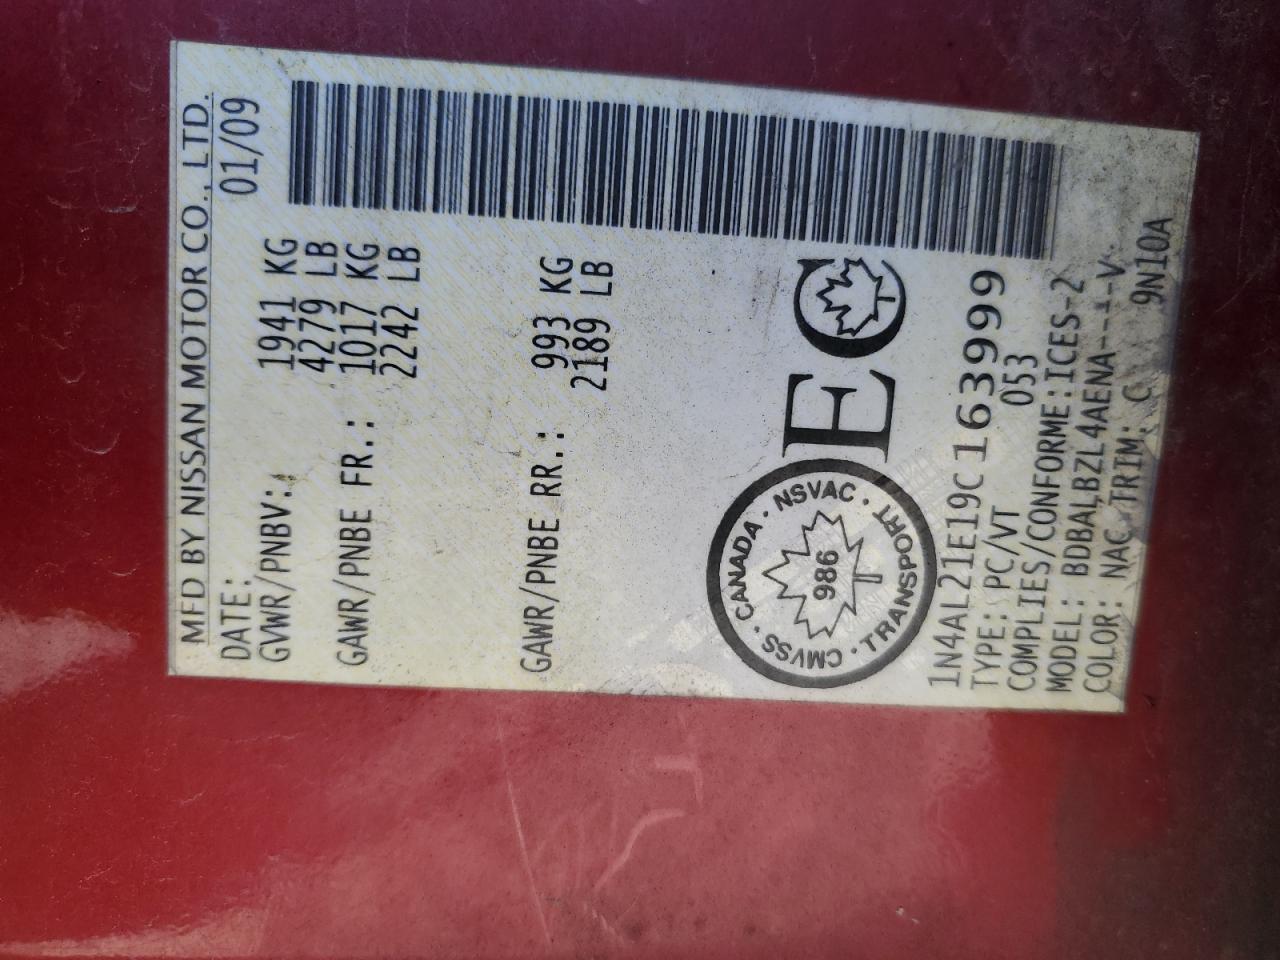 MFD BY NISSAN MOTOR CO., LTD.
DATE: 01/09
GVWR/PNBV: 1941 KG
4279 LB
GAWR/PNBE FR.: 1017 KG
2242 LB
GAWR/PNBE RR.: 993 KG
2189 LB
CANADA · NSVAC · TRANSPORT · CMVSS ·
986
EC
1N4AL21E19C163999
TYPE: PC/VT 053
COMPLIES/CONFORME:ICES-2
MODEL: BDBALBZL4AENA----V
COLOR: NAC TRIM: C 9N10A